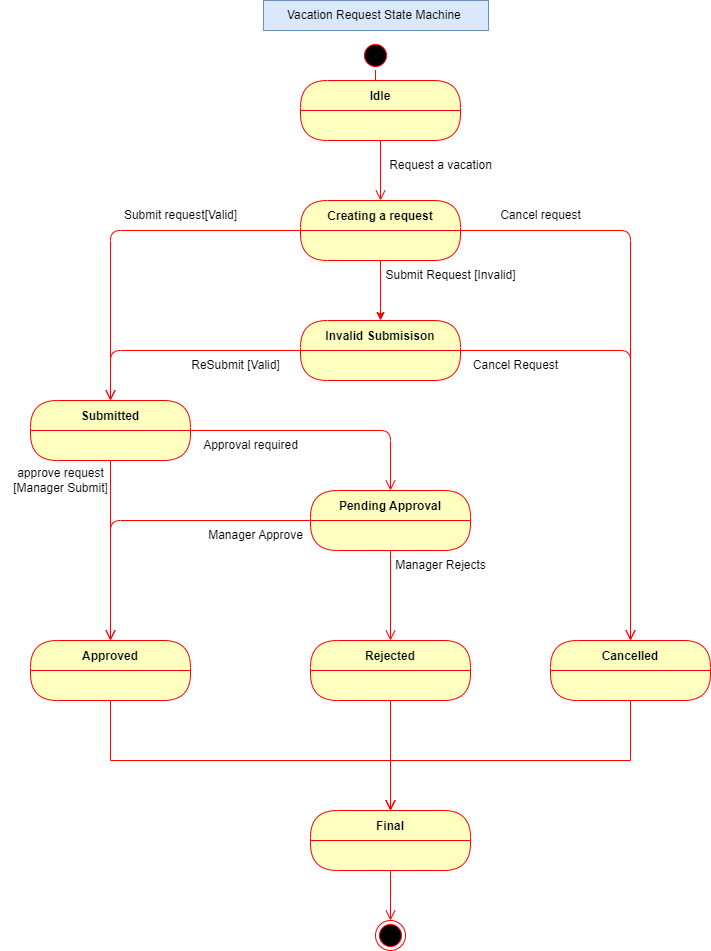 Vacation Request State Machine
Idle
Request a vacation
Submit request[Valid]
Creating a request
Cancel request
Submit Request [Invalid]
Invalid Submisison
ReSubmit [Valid]
Cancel Request
Submitted
Approval required
approve request
[Manager Submit]
Pending Approval
Manager Approve
Manager Rejects
Approved
Rejected
Cancelled
Final